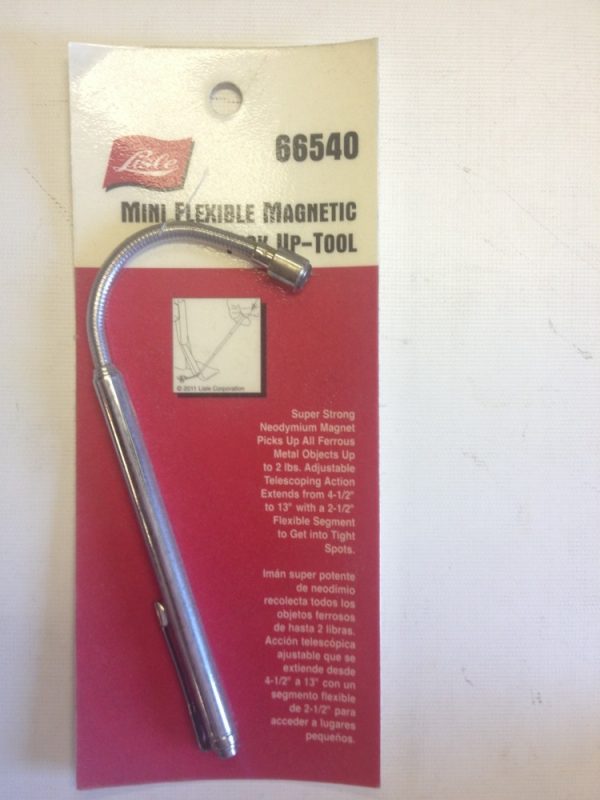 Lisle
66540
MINI FLEXIBLE MAGNETIC
UP-TOOL
© 2011 Lisle Corporation
Super Strong
Neodymium Magnet
Picks Up All Ferrous
Metal Objects Up
to 2 lbs. Adjustable
Telescoping Action
Extends from 4-1/2"
to 13" with a 2-1/2"
Flexible Segment
to Get into Tight
Spots.
Imán super potente
de neodimio
recolecta todos los
objetos ferrosos
de hasta 2 libras.
Acción telescópica
ajustable que se
extiende desde
4-1/2" a 13" con un
segmento flexible
de 2-1/2" para
acceder a lugares
pequeños.